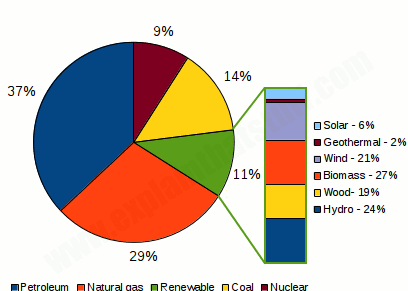 9%
37%
14%
11%
29%
Solar - 6%
Geothermal - 2%
Wind - 21%
Biomass - 27%
Wood- 19%
Hydro - 24%
Petroleum Natural gas Renewable Coal Nuclear